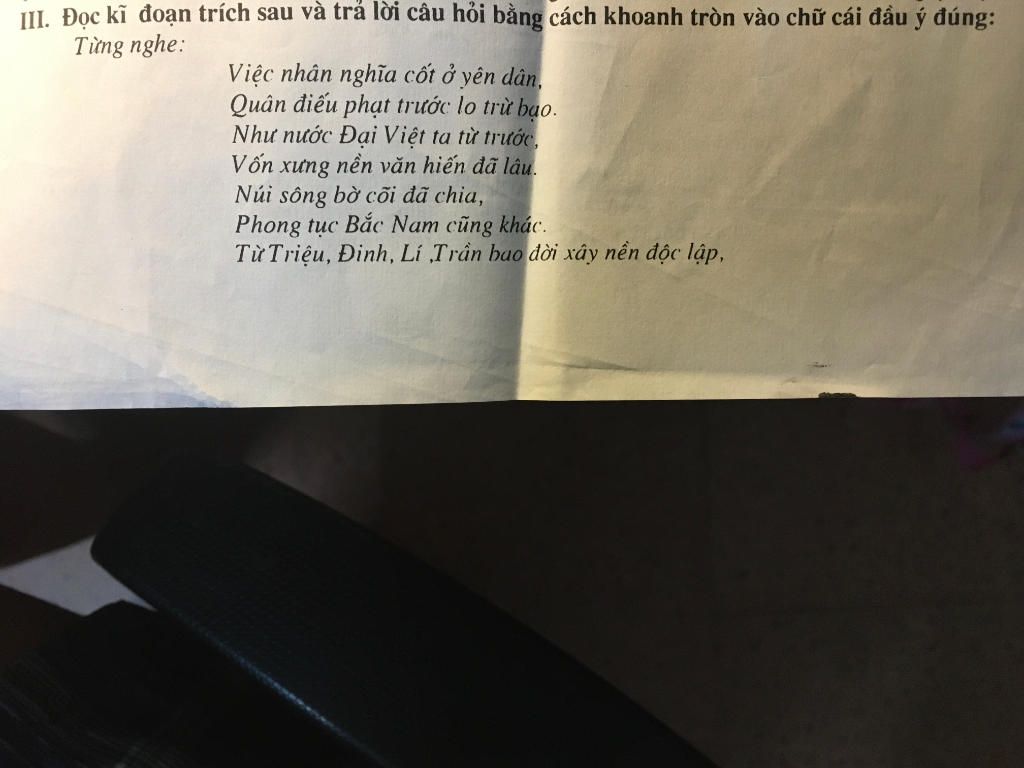 III. Đọc kĩ đoạn trích sau và trả lời câu hỏi bằng cách khoanh tròn vào chữ cái đầu ý đúng:
Từng nghe:
Việc nhân nghĩa cốt ở yên dân,
Quân điếu phạt trước lo trừ bạo.
Như nước Đại Việt ta từ trước,
Vốn xưng nền văn hiến đã lâu.
Núi sông bờ cõi đã chia,
Phong tục Bắc Nam cũng khác.
Từ Triệu, Đinh, Lí ,Trần bao đời xây nền độc lập,